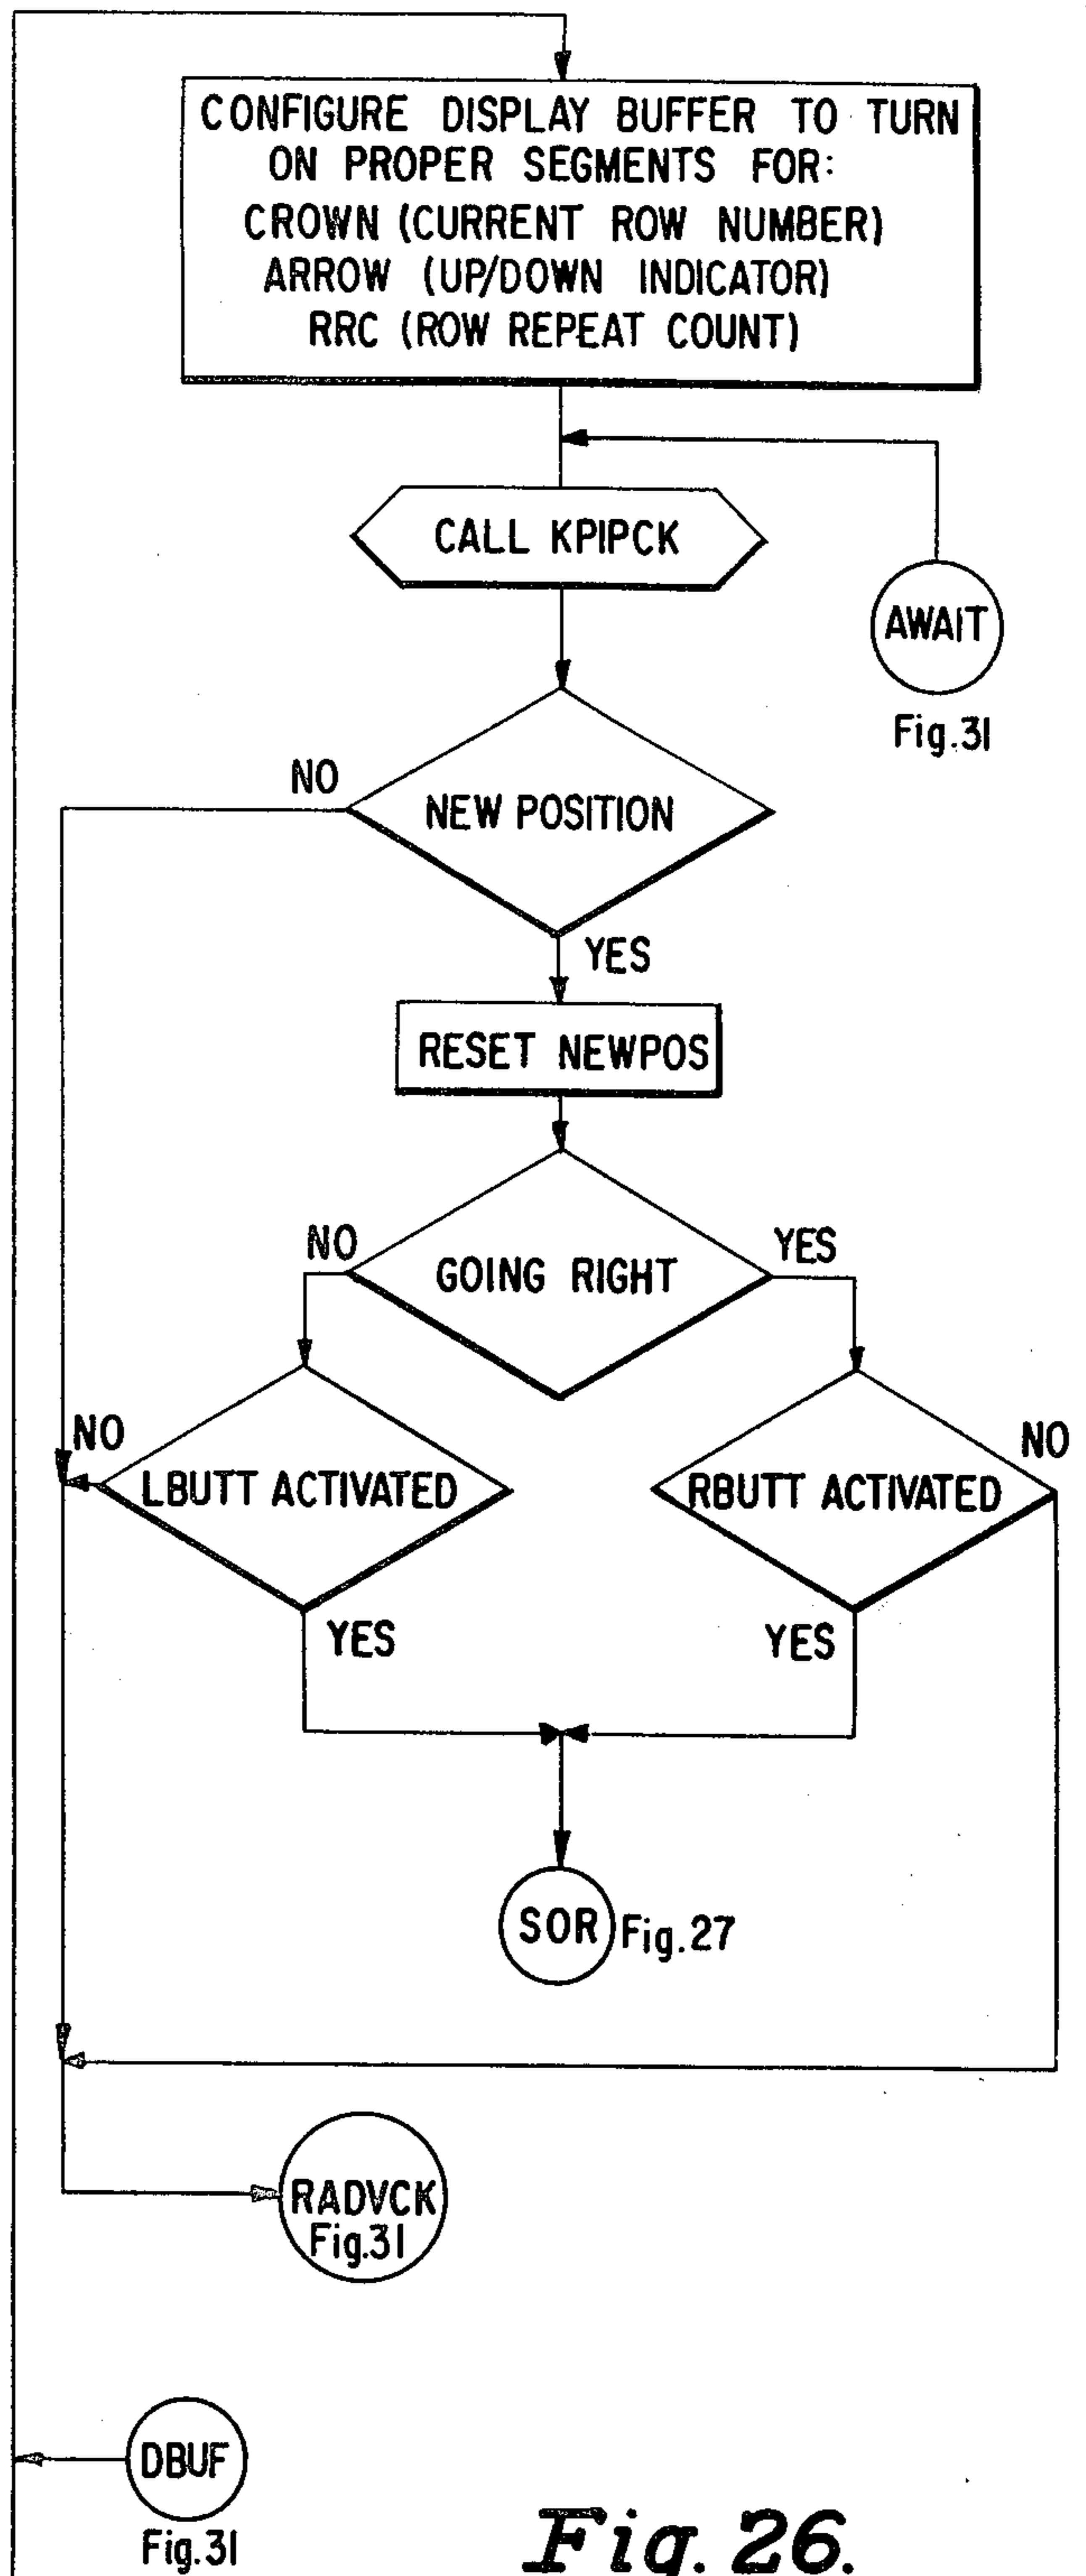 CONFIGURE DISPLAY BUFFER TO TURN
ON PROPER SEGMENTS FOR:
CROWN (CURRENT ROW NUMBER)
ARROW (UP/DOWN INDICATOR)
RRC (ROW REPEAT COUNT)
CALL KPIPCK
AWAIT
Fig.31
NO
NEW POSITION
YES
RESET NEWPOS
NO
GOING RIGHT
YES
NO
LBUTT ACTIVATED
YES
RBUTT ACTIVATED
NO
YES
SOR
Fig.27
RADVCK
Fig.31
DBUF
Fig.31
Fig. 26.